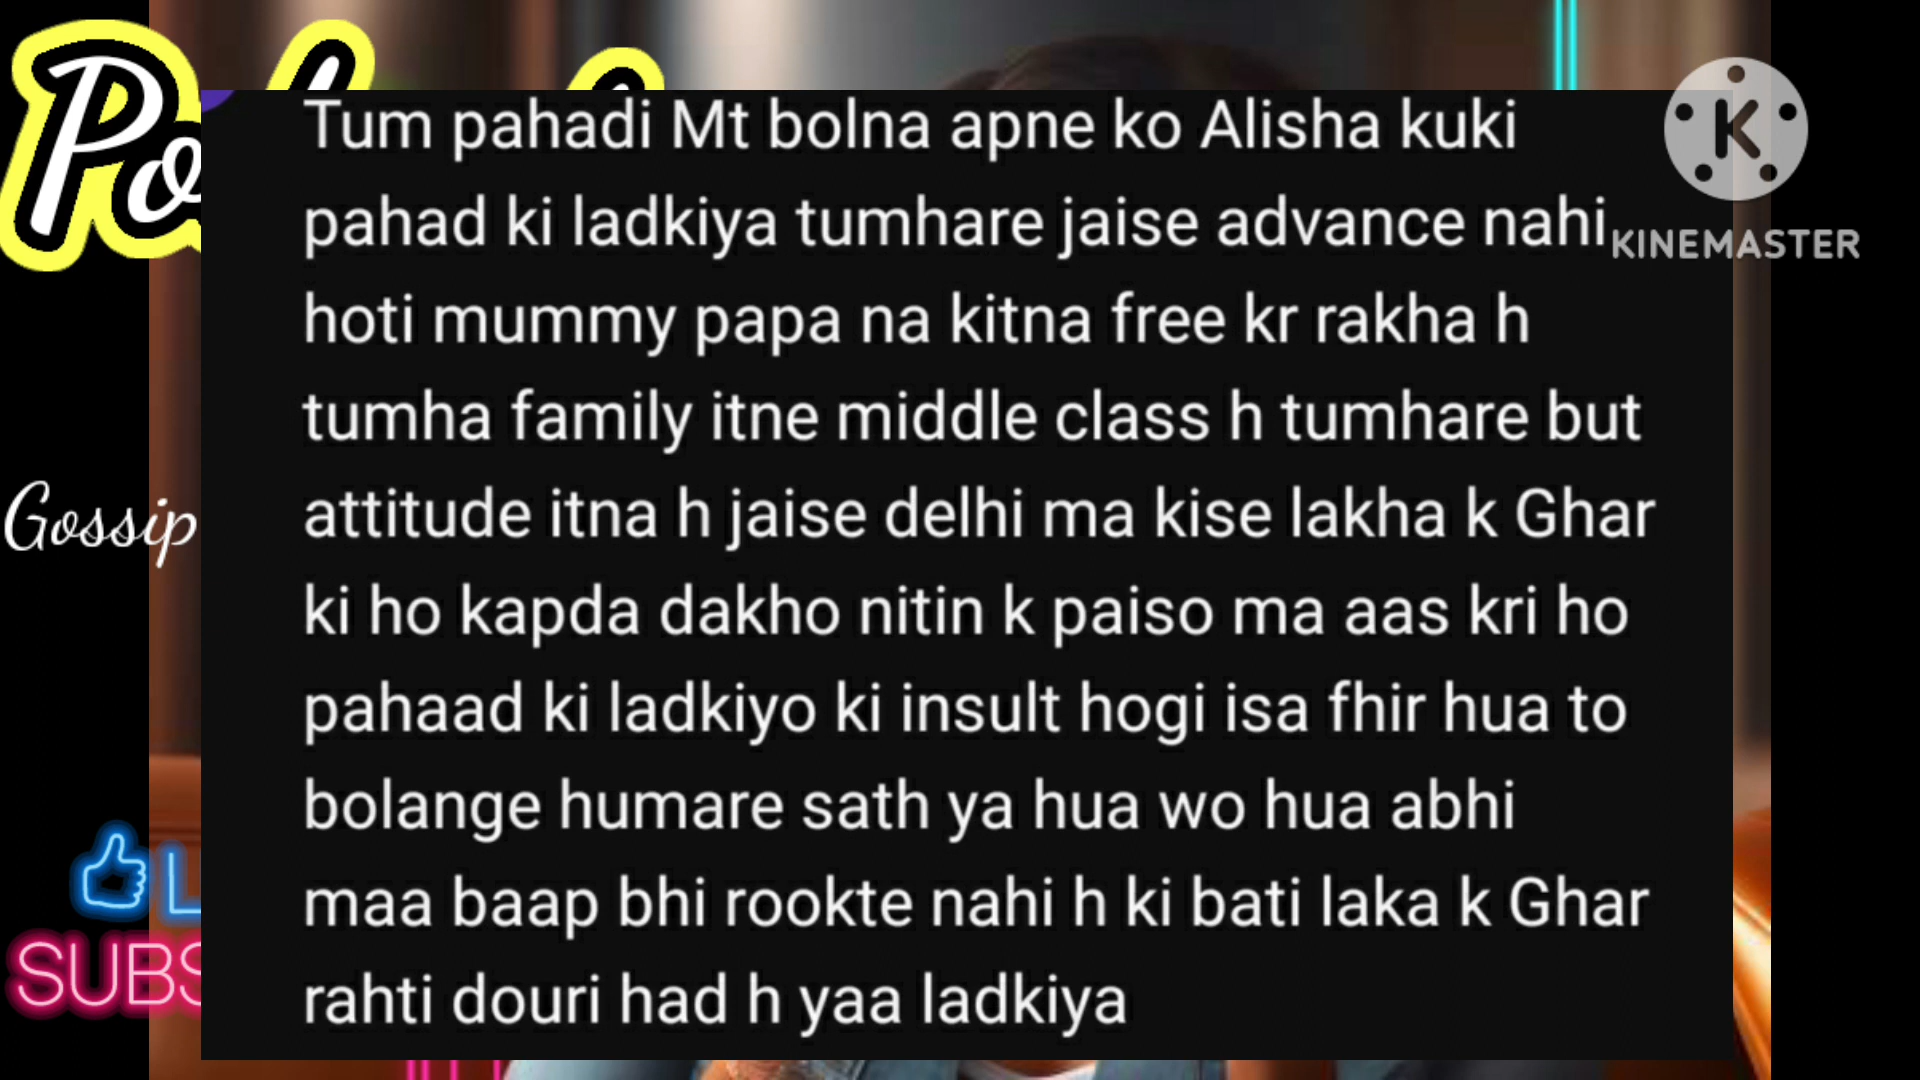 Tum pahadi Mt bolna apne ko Alisha kuki
pahad ki ladkiya tumhare jaise advance nahi
KINEMASTER
hoti mummy papa na kitna free kr rakha h
tumha family itne middle class h tumhare but
attitude itna h jaise delhi ma kise lakha k Ghar
Gossip
ki ho kapda dakho nitin k paiso ma aas kri ho
pahaad ki ladkiyo ki insult hogi isa fhir hua to
bolange humare sath ya hua wo hua abhi
maa baap bhi rookte nahi h ki bati laka k Ghar
rahti douri had h yaa ladkiya